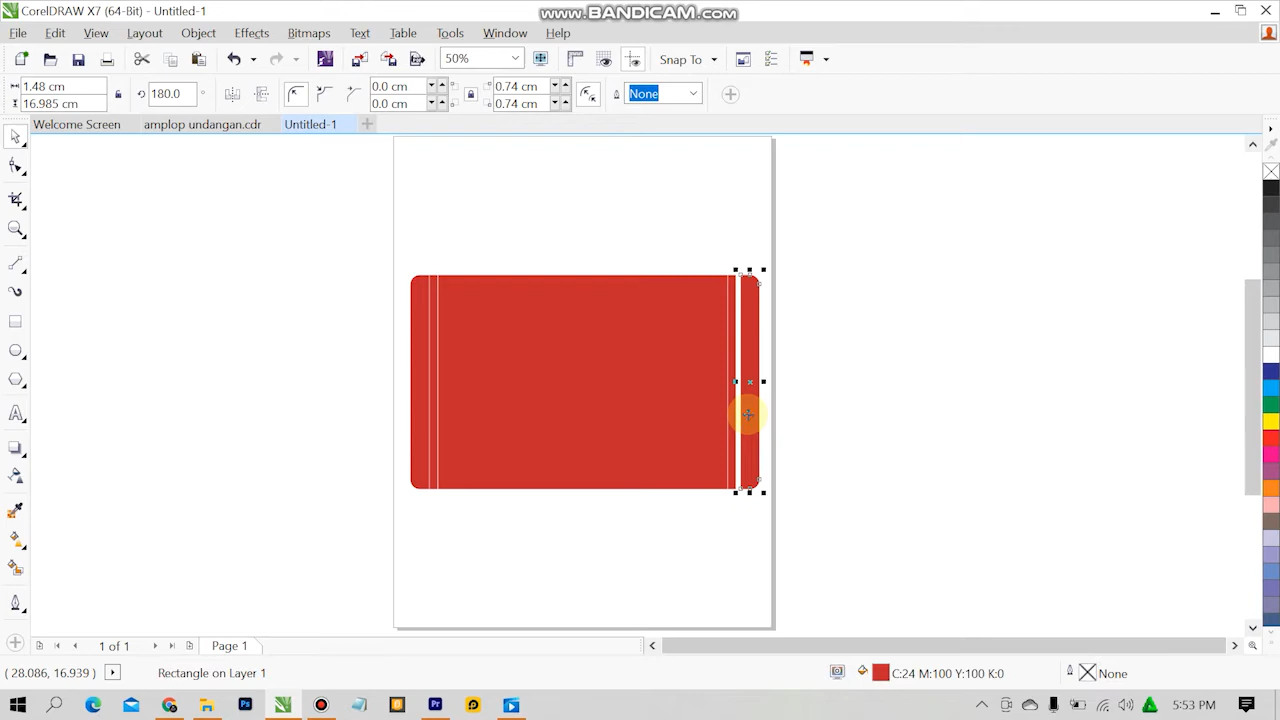 CorelDRAW X7 (64-Bit) - Untitled-1
www.BANDICAM.com
File Edit View Layout Object Effects Bitmaps Text Table Tools Window Help
50% Snap To
1.48 cm
16.985 cm
180.0 °
0.0 cm
0.0 cm
0.74 cm
0.74 cm
None
Welcome Screen amplop undangan.cdr Untitled-1
1 of 1 Page 1
(28.086, 16.939) Rectangle on Layer 1 C:24 M:100 Y:100 K:0 None
Ps Pr 5:53 PM